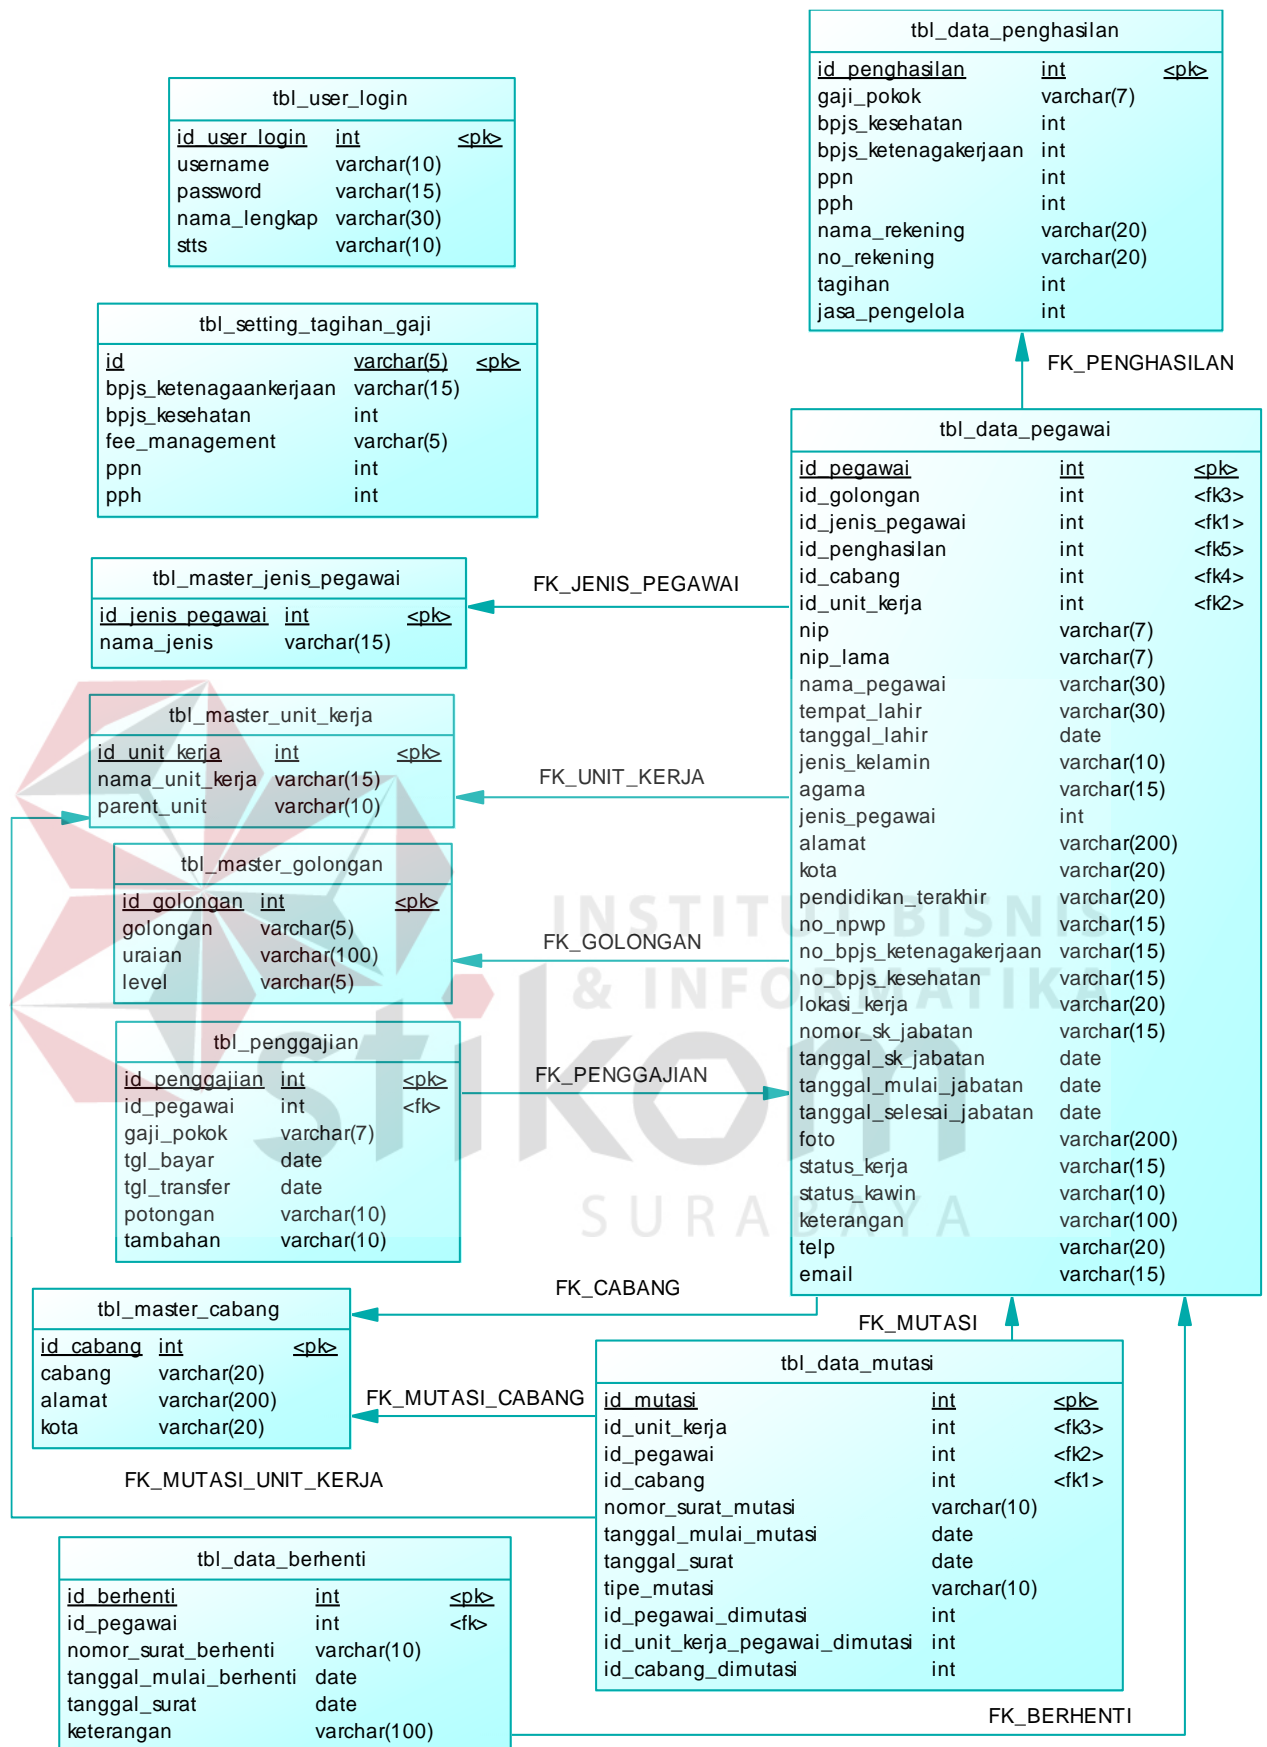 tbl_data_penghasilan
id_penghasilan int <pk>
gaji_pokok varchar(7)
bpjs_kesehatan int
bpjs_ketenagakerjaan int
ppn int
pph int
nama_rekening varchar(20)
no_rekening varchar(20)
tagihan int
jasa_pengelola int
tbl_user_login
id_user_login int <pk>
username varchar(10)
password varchar(15)
nama_lengkap varchar(30)
stts varchar(10)
tbl_setting_tagihan_gaji
id varchar(5) <pk>
bpjs_ketenagaankerjaan varchar(15)
bpjs_kesehatan int
fee_management varchar(5)
ppn int
pph int
FK_PENGHASILAN
tbl_data_pegawai
id_pegawai int <pk>
id_golongan int <fk3>
id_jenis_pegawai int <fk1>
id_penghasilan int <fk5>
id_cabang int <fk4>
id_unit_kerja int <fk2>
nip varchar(7)
nip_lama varchar(7)
nama_pegawai varchar(30)
tempat_lahir varchar(30)
tanggal_lahir date
jenis_kelamin varchar(10)
agama varchar(15)
jenis_pegawai int
alamat varchar(200)
kota varchar(20)
pendidikan_terakhir varchar(20)
no_npwp varchar(15)
no_bpjs_ketenagakerjaan varchar(15)
no_bpjs_kesehatan varchar(15)
lokasi_kerja varchar(20)
nomor_sk_jabatan varchar(15)
tanggal_sk_jabatan date
tanggal_mulai_jabatan date
tanggal_selesai_jabatan date
foto varchar(200)
status_kerja varchar(15)
status_kawin varchar(10)
keterangan varchar(100)
telp varchar(20)
email varchar(15)
tbl_master_jenis_pegawai
id_jenis_pegawai int <pk>
nama_jenis varchar(15)
FK_JENIS_PEGAWAI
tbl_master_unit_kerja
id_unit_kerja int <pk>
nama_unit_kerja varchar(15)
parent_unit varchar(10)
FK_UNIT_KERJA
tbl_master_golongan
id_golongan int <pk>
golongan varchar(5)
uraian varchar(100)
level varchar(5)
FK_GOLONGAN
INSTITUT BISNIS
& INFORMATIKA
stikom
SURABAYA
tbl_penggajian
id_penggajian int <pk>
id_pegawai int <fk>
gaji_pokok varchar(7)
tgl_bayar date
tgl_transfer date
potongan varchar(10)
tambahan varchar(10)
FK_PENGGAJIAN
tbl_master_cabang
id_cabang int <pk>
cabang varchar(20)
alamat varchar(200)
kota varchar(20)
FK_CABANG
FK_MUTASI
FK_MUTASI_CABANG
FK_MUTASI_UNIT_KERJA
tbl_data_mutasi
id_mutasi int <pk>
id_unit_kerja int <fk3>
id_pegawai int <fk2>
id_cabang int <fk1>
nomor_surat_mutasi varchar(10)
tanggal_mulai_mutasi date
tanggal_surat date
tipe_mutasi varchar(10)
id_pegawai_dimutasi int
id_unit_kerja_pegawai_dimutasi int
id_cabang_dimutasi int
tbl_data_berhenti
id_berhenti int <pk>
id_pegawai int <fk>
nomor_surat_berhenti varchar(10)
tanggal_mulai_berhenti date
tanggal_surat date
keterangan varchar(100)
FK_BERHENTI